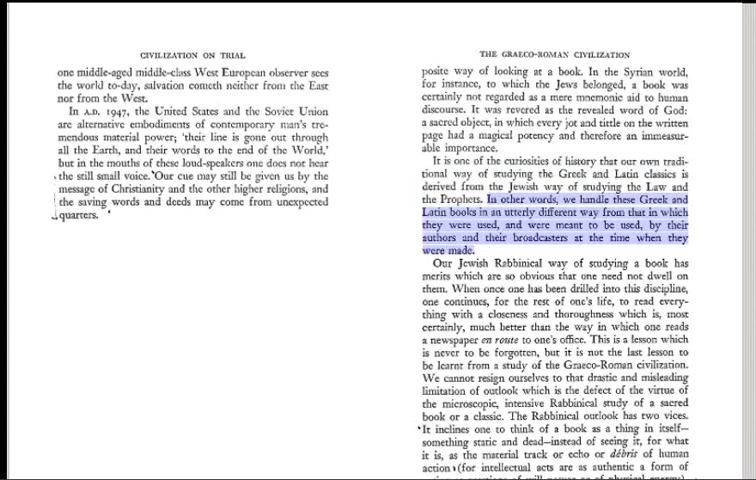 CIVILIZATION ON TRIAL
one middle-aged middle-class West European observer sees
the world to-day, salvation cometh neither from the East
nor from the West.
In A.D. 1947, the United States and the Soviet Union
are alternative embodiments of contemporary man's tre-
mendous material power; 'their line is gone out through
all the Earth, and their words to the end of the World,'
but in the mouths of these loud-speakers one does not hear
the still small voice. Our cue may still be given us by the
message of Christianity and the other higher religions, and
the saving words and deeds may come from unexpected
quarters.
THE GRAECO-ROMAN CIVILIZATION
posite way of looking at a book. In the Syrian world,
for instance, to which the Jews belonged, a book was
certainly not regarded as a mere mnemonic aid to human
discourse. It was revered as the revealed word of God:
a sacred object, in which every jot and tittle on the written
page had a magical potency and therefore an immeasur-
able importance.
It is one of the curiosities of history that our own tradi-
tional way of studying the Greek and Latin classics is
derived from the Jewish way of studying the Law and
the Prophets. In other words, we handle these Greek and
Latin books in an utterly different way from that in which
they were used, and were meant to be used, by their
authors and their broadcasters at the time when they
were made.
Our Jewish Rabbinical way of studying a book has
merits which are so obvious that one need not dwell on
them. When once one has been drilled into this discipline,
one continues, for the rest of one's life, to read every-
thing with a closeness and thoroughness which is, most
certainly, much better than the way in which one reads
a newspaper en route to one's office. This is a lesson which
is never to be forgotten, but it is not the last lesson to
be learnt from a study of the Graeco-Roman civilization.
We cannot resign ourselves to that drastic and misleading
limitation of outlook which is the defect of the virtue of
the microscopic, intensive Rabbinical study of a sacred
book or a classic. The Rabbinical outlook has two vices.
It inclines one to think of a book as a thing in itself—
something static and dead—instead of seeing it, for what
it is, as the material track or echo or débris of human
action (for intellectual acts are as authentic a form of